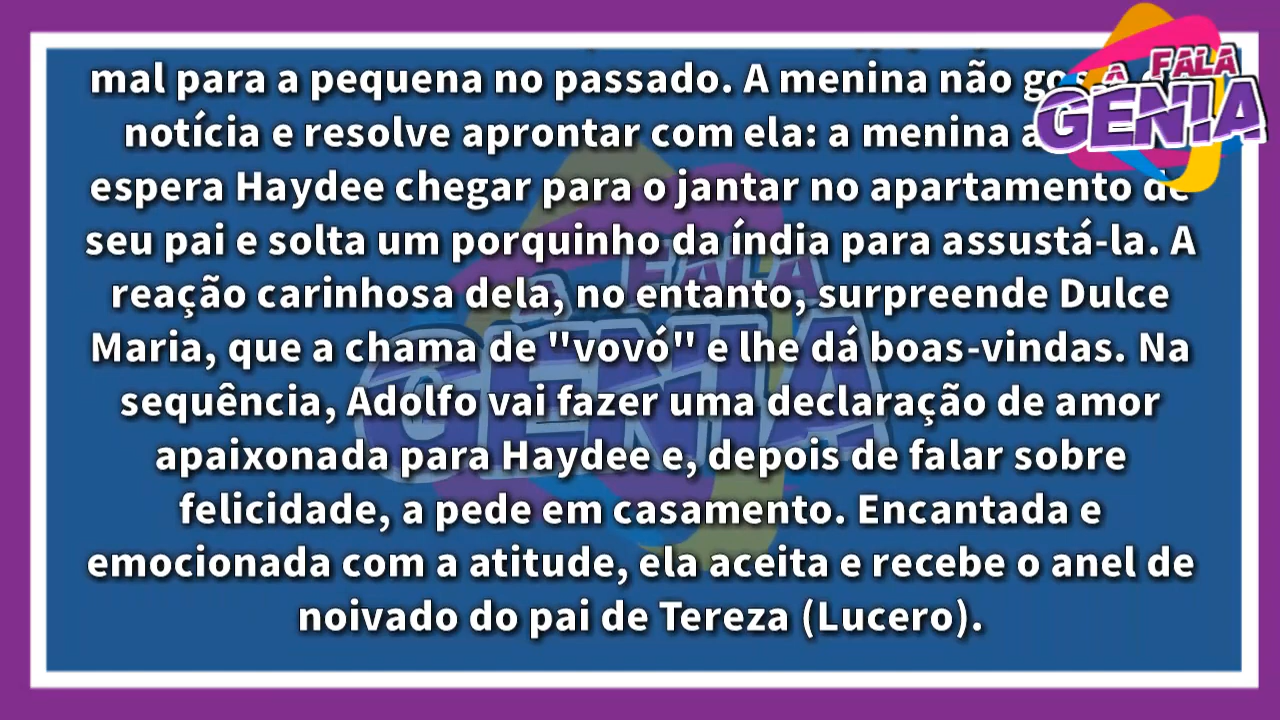 mal para a pequena no passado. A menina não
notícia e resolve aprontar com ela: a menina
espera Haydee chegar para o jantar no apartamento de
seu pai e solta um porquinho da índia para assustá-la. A
reação carinhosa dela, no entanto, surpreende Dulce
Maria, que a chama de "vovó" e lhe dá boas-vindas. Na
sequência, Adolfo vai fazer uma declaração de amor
apaixonada para Haydee e, depois de falar sobre
felicidade, a pede em casamento. Encantada e
emocionada com a atitude, ela aceita e recebe o anel de
noivado do pai de Tereza (Lucero).
A FALA
GÊNIA
A FALA
GÊNIA